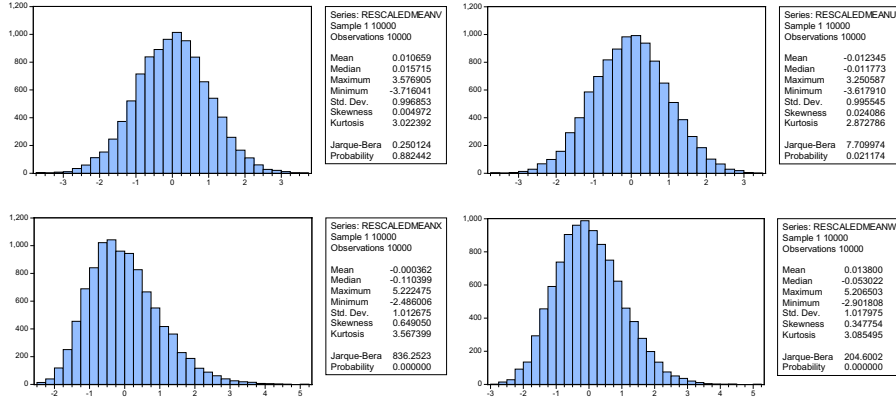 1,200
1,000
800
600
400
200
0
-3 -2 -1 0 1 2 3
Series: RESCALEDMEANV
Sample 1 10000
Observations 10000
Mean 0.010659
Median 0.015715
Maximum 3.576905
Minimum -3.716041
Std. Dev. 0.996853
Skewness 0.004972
Kurtosis 3.022392
Jarque-Bera 0.250124
Probability 0.882442
1,200
1,000
800
600
400
200
0
-3 -2 -1 0 1 2 3
Series: RESCALEDMEANU
Sample 1 10000
Observations 10000
Mean -0.012345
Median -0.011773
Maximum 3.250587
Minimum -3.617910
Std. Dev. 0.995545
Skewness 0.024086
Kurtosis 2.872786
Jarque-Bera 7.709974
Probability 0.021174
1,200
1,000
800
600
400
200
0
-2 -1 0 1 2 3 4 5
Series: RESCALEDMEANX
Sample 1 10000
Observations 10000
Mean -0.000362
Median -0.110399
Maximum 5.222475
Minimum -2.486006
Std. Dev. 1.012675
Skewness 0.649050
Kurtosis 3.567399
Jarque-Bera 836.2523
Probability 0.000000
1,000
800
600
400
200
0
-3 -2 -1 0 1 2 3 4 5
Series: RESCALEDMEANW
Sample 1 10000
Observations 10000
Mean 0.013800
Median -0.053022
Maximum 5.206503
Minimum -2.901808
Std. Dev. 1.017975
Skewness 0.347754
Kurtosis 3.085495
Jarque-Bera 204.6002
Probability 0.000000